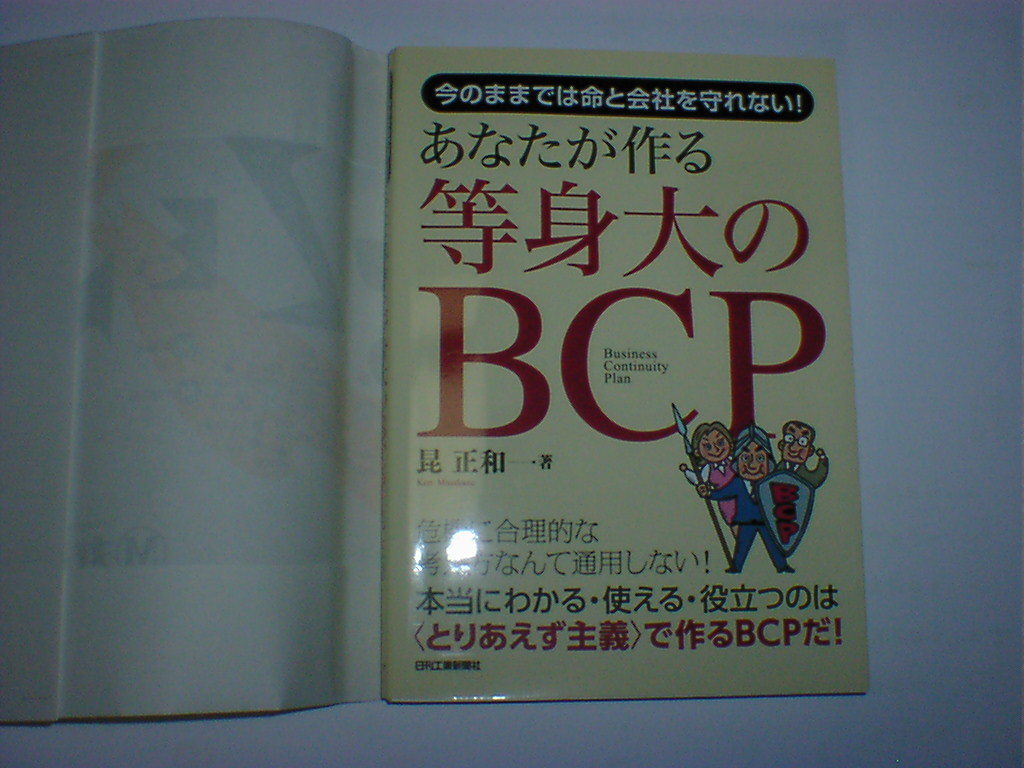 今のままでは命と会社を守れない!
あなたが作る
等身大の
BCP
Business
Continuity
Plan
昆 正和―・著
BCP
合理的な
なんて通用しない!
本当にわかる・使える・役立つのは
〈とりあえず主義〉で作るBCPだ!
日刊工業新聞社